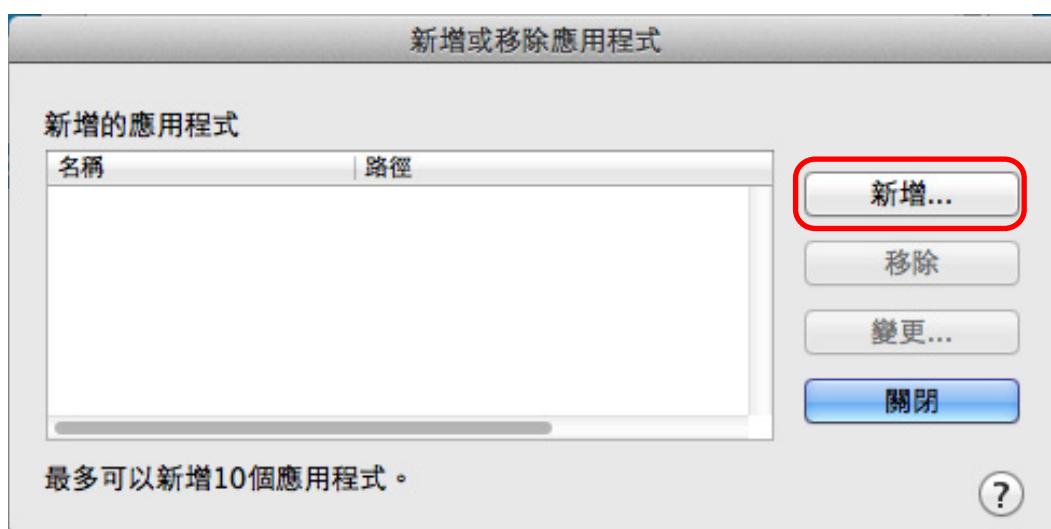 新增或移除應用程式
新增的應用程式
名稱 路徑
新增...
移除
變更...
關閉
最多可以新增10個應用程式。
?